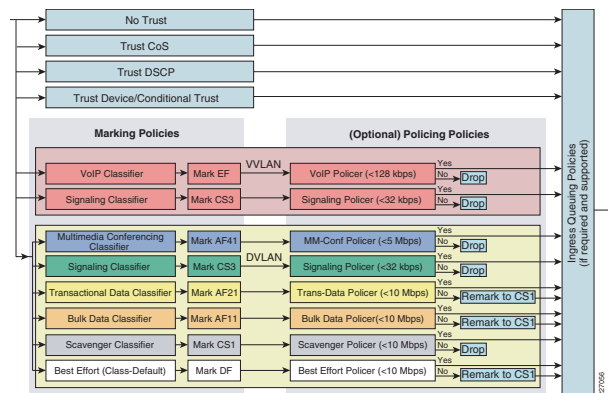 No Trust
Trust CoS
Trust DSCP
Trust Device/Conditional Trust
Marking Policies
(Optional) Policing Policies
VVLAN
VoIP Classifier
Mark EF
VoIP Policer (<128 kbps)
Yes
No
Drop
Signaling Classifier
Mark CS3
Signaling Policer (<32 kbps)
Yes
No
Drop
DVLAN
Multimedia Conferencing
Classifier
Mark AF41
MM-Conf Policer (<5 Mbps)
Yes
No
Drop
Signaling Classifier
Mark CS3
Signaling Policer (<32 kbps)
Yes
No
Drop
Transactional Data Classifier
Mark AF21
Trans-Data Policer (<10 Mbps)
Yes
No
Remark to CS1
Bulk Data Classifier
Mark AF11
Bulk Data Policer(<10 Mbps)
Yes
No
Remark to CS1
Scavenger Classifier
Mark CS1
Scavenger Policer (<10 Mbps)
Yes
No
Drop
Best Effort (Class-Default)
Mark DF
Best Effort Policer (<10 Mbps)
Yes
No
Remark to CS1
Ingress Queuing Policies
(if required and supported)